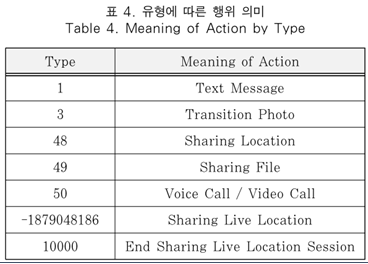 표 4. 유형에 따른 행위 의미
Table 4. Meaning of Action by Type
Type Meaning of Action
1 Text Message
3 Transition Photo
48 Sharing Location
49 Sharing File
50 Voice Call / Video Call
-1879048186 Sharing Live Location
10000 End Sharing Live Location Session